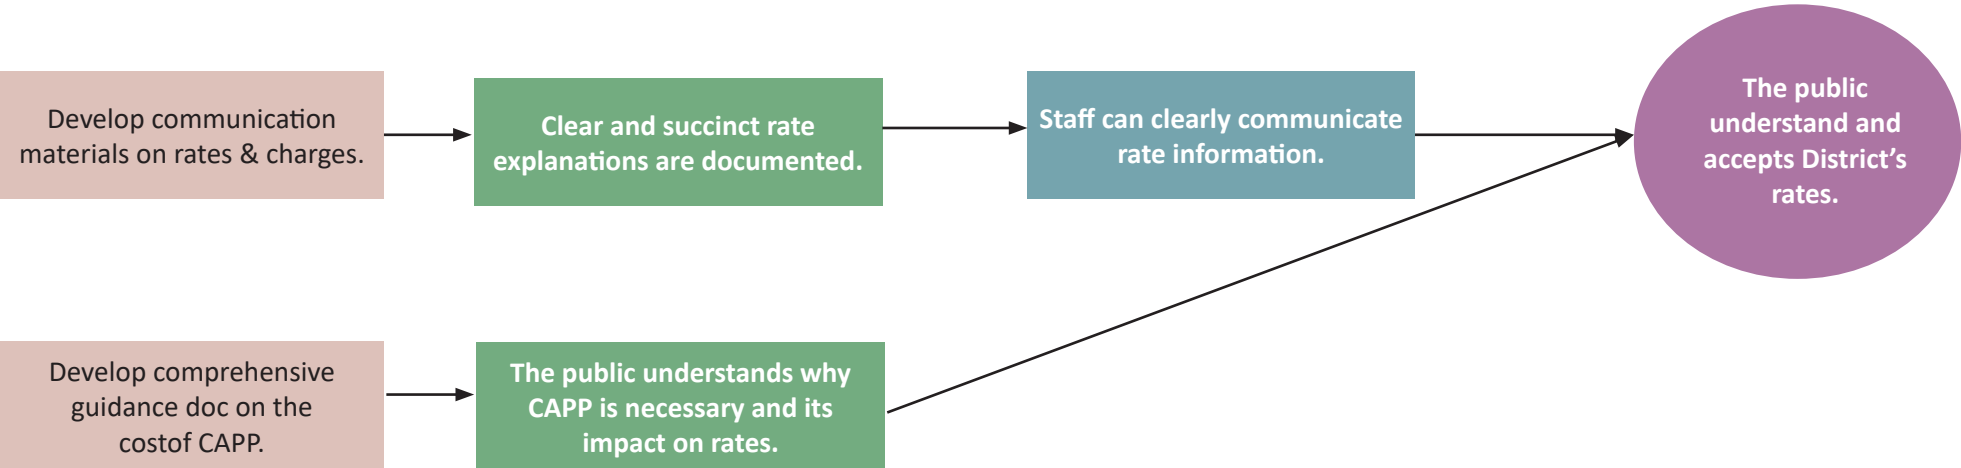 Develop communication
materials on rates & charges.
Clear and succinct rate
explanations are documented.
Staff can clearly communicate
rate information.
The public
understand and
accepts District’s
rates.
Develop comprehensive
guidance doc on the
costof CAPP.
The public understands why
CAPP is necessary and its
impact on rates.